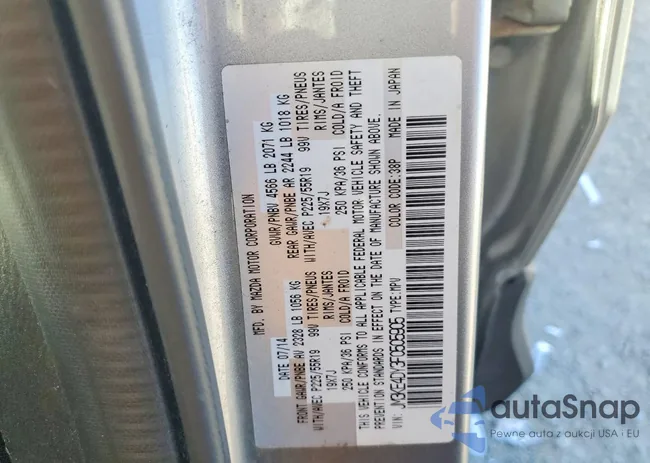 MFD. BY MAZDA MOTOR CORPORATION
DATE 07/14 GVWR/PNBV 4566 LB 2071 KG
FRONT GAWR/PNBE AV 2328 LB 1056 KG REAR GAWR/PNBE AR 2244 LB 1018 KG
WITH/AVEC P225/55R19 99V TIRES/PNEUS WITH/AVEC P225/55R19 99V TIRES/PNEUS
19X7J RIMS/JANTES 19X7J RIMS/JANTES
250 KPA/36 PSI COLD/A FROID 250 KPA/36 PSI COLD/A FROID
THIS VEHICLE CONFORMS TO ALL APPLICABLE FEDERAL MOTOR VEHICLE SAFETY AND THEFT
PREVENTION STANDARDS IN EFFECT ON THE DATE OF MANUFACTURE SHOWN ABOVE.
VIN: TYPE:MPV COLOR CODE:38P MADE IN JAPAN
autoSnap
Pewne auta z aukcji USA i EU